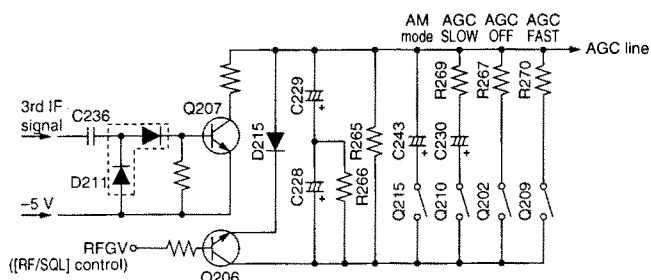 AM mode
AGC SLOW
AGC OFF
AGC FAST
AGC line
R269
R267
R270
3rd IF signal
C236
Q207
D215
C229
R265
C243
C230
D211
C228
R266
Q215
Q210
Q202
Q209
–5 V
RFGV
([RF/SQL] control)
Q206
+
+
+
+